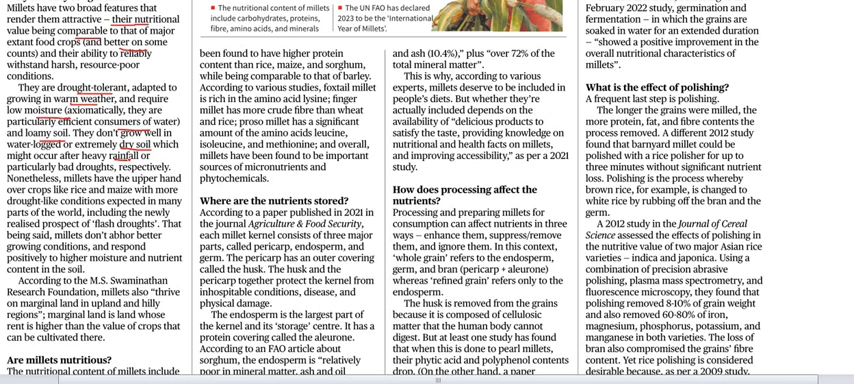 Millets have two broad features that
render them attractive – their nutritional
value being comparable to that of major
extant food crops (and better on some
counts) and their ability to reliably
withstand harsh, resource-poor
conditions.
They are drought-tolerant, adapted to
growing in warm weather, and require
low moisture (axiomatically, they are
particularly efficient consumers of water)
and loamy soil. They don't grow well in
water-logged or extremely dry soil which
might occur after heavy rainfall or
particularly bad droughts, respectively.
Nonetheless, millets have the upper hand
over crops like rice and maize with more
drought-like conditions expected in many
parts of the world, including the newly
realised prospect of 'flash droughts'. That
being said, millets don't abhor better
growing conditions, and respond
positively to higher moisture and nutrient
content in the soil.
According to the M.S. Swaminathan
Research Foundation, millets also "thrive
on marginal land in upland and hilly
regions"; marginal land is land whose
rent is higher than the value of crops that
can be cultivated there.
Are millets nutritious?
The nutritional content of millets include
■ The nutritional content of millets
include carbohydrates, proteins,
fibre, amino acids, and minerals
■ The UN FAO has declared
2023 to be the 'International
Year of Millets'.
been found to have higher protein
content than rice, maize, and sorghum,
while being comparable to that of barley.
According to various studies, foxtail millet
is rich in the amino acid lysine; finger
millet has more crude fibre than wheat
and rice; proso millet has a significant
amount of the amino acids leucine,
isoleucine, and methionine; and overall,
millets have been found to be important
sources of micronutrients and
phytochemicals.
Where are the nutrients stored?
According to a paper published in 2021 in
the journal Agriculture & Food Security,
each millet kernel consists of three major
parts, called pericarp, endosperm, and
germ. The pericarp has an outer covering
called the husk. The husk and the
pericarp together protect the kernel from
inhospitable conditions, disease, and
physical damage.
The endosperm is the largest part of
the kernel and its 'storage' centre. It has a
protein covering called the aleurone.
According to an FAO article about
sorghum, the endosperm is "relatively
poor in mineral matter, ash and oil
and ash (10.4%)," plus "over 72% of the
total mineral matter".
This is why, according to various
experts, millets deserve to be included in
people's diets. But whether they're
actually included depends on the
availability of "delicious products to
satisfy the taste, providing knowledge on
nutritional and health facts on millets,
and improving accessibility," as per a 2021
study.
How does processing affect the
nutrients?
Processing and preparing millets for
consumption can affect nutrients in three
ways – enhance them, suppress/remove
them, and ignore them. In this context,
'whole grain' refers to the endosperm,
germ, and bran (pericarp + aleurone)
whereas 'refined grain' refers only to the
endosperm.
The husk is removed from the grains
because it is composed of cellulosic
matter that the human body cannot
digest. But at least one study has found
that when this is done to pearl millets,
their phytic acid and polyphenol contents
drop. (On the other hand, a paper
February 2022 study, germination and
fermentation – in which the grains are
soaked in water for an extended duration
– "showed a positive improvement in the
overall nutritional characteristics of
millets".
What is the effect of polishing?
A frequent last step is polishing.
The longer the grains were milled, the
more protein, fat, and fibre contents the
process removed. A different 2012 study
found that barnyard millet could be
polished with a rice polisher for up to
three minutes without significant nutrient
loss. Polishing is the process whereby
brown rice, for example, is changed to
white rice by rubbing off the bran and the
germ.
A 2012 study in the Journal of Cereal
Science assessed the effects of polishing in
the nutritive value of two major Asian rice
varieties – indica and japonica. Using a
combination of precision abrasive
polishing, plasma mass spectrometry, and
fluorescence microscopy, they found that
polishing removed 8-10% of grain weight
and also removed 60-80% of iron,
magnesium, phosphorus, potassium, and
manganese in both varieties. The loss of
bran also compromised the grains' fibre
content. Yet rice polishing is considered
desirable because, as per a 2009 study,